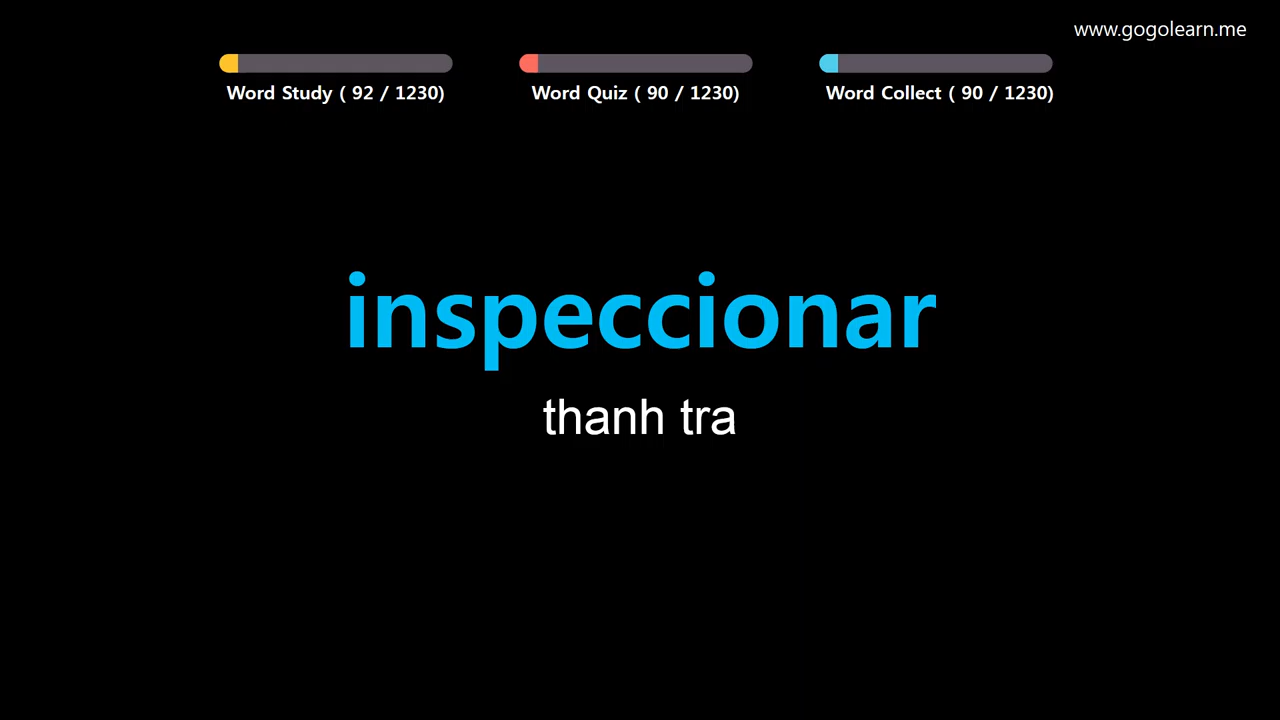 www.gogolearn.me
Word Study ( 92 / 1230)
Word Quiz ( 90 / 1230)
Word Collect ( 90 / 1230)
inspeccionar
thanh tra